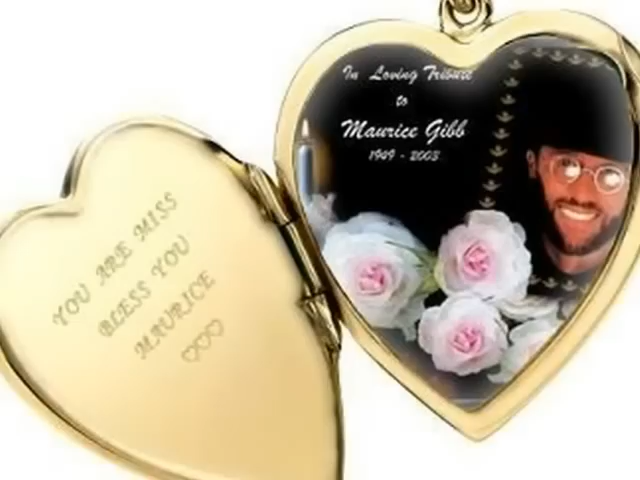 YOU ARE MISS
BLESS YOU
MAURICE
♡♡♡
In Loving Tribute
to
Maurice Gibb
1949 - 2003